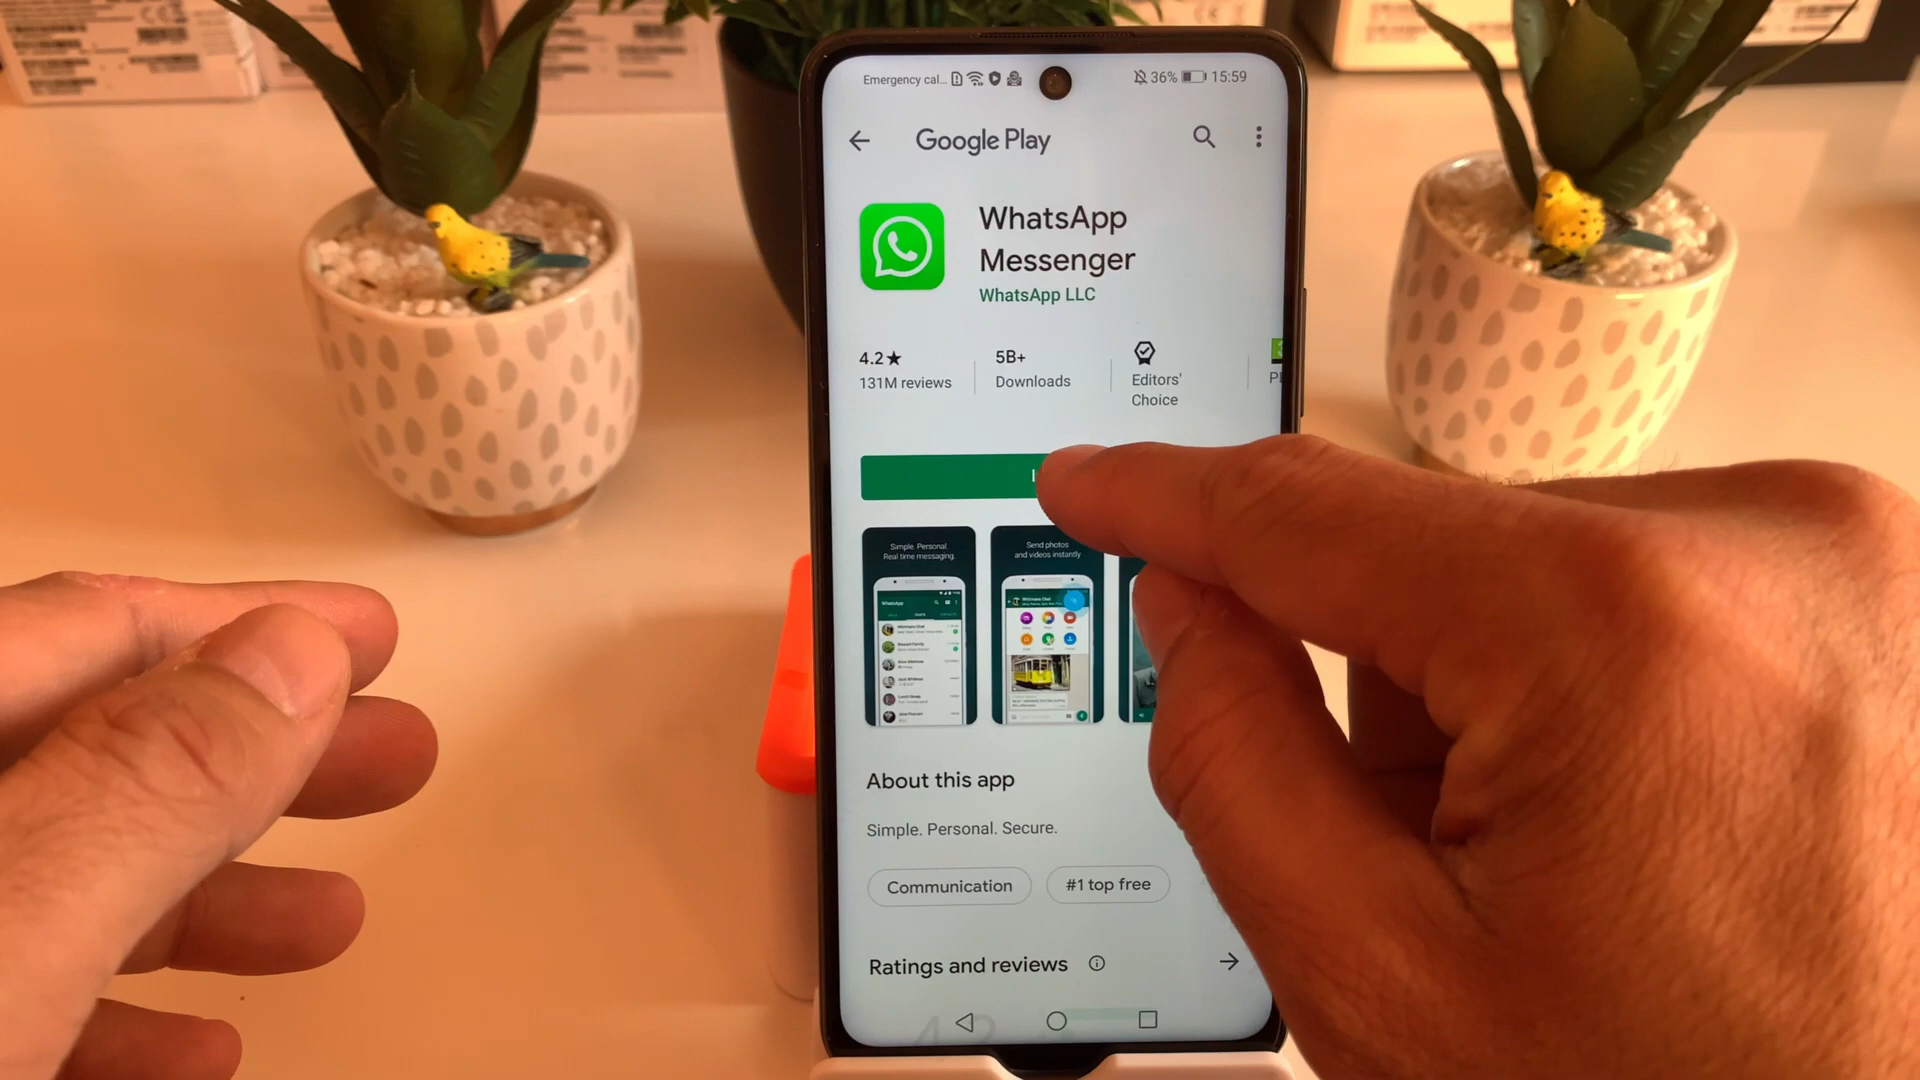 Emergency cal... 36% 15:59
Google Play
WhatsApp
Messenger
WhatsApp LLC
4.2★
131M reviews
5B+
Downloads
Editors'
Choice
Simple. Personal
Real time messaging.
Send photos
and videos instantly
WhatsApp
About this app
Simple. Personal. Secure.
Communication
#1 top free
Ratings and reviews